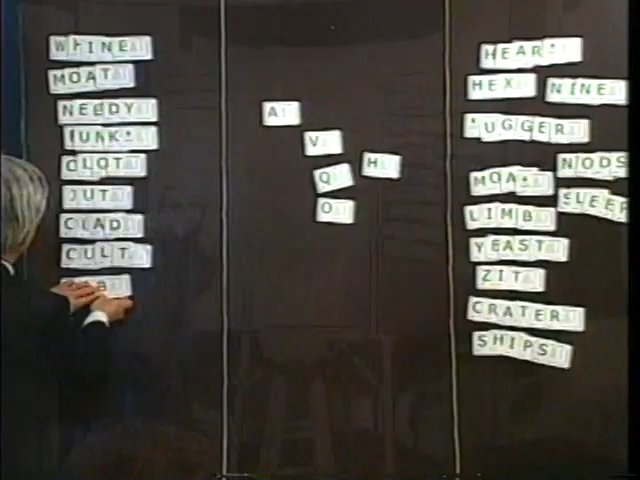 WHINE
MOAT
NEEDY
JUNK•
CLOT
JUT
CLAD
CULT
A
V
H
Q
O
HEAR•
HEX NINE
•UGGER
NODS
MOA•
SLEE
LIMB
YEAST
ZIT
CRATER
SHIPS